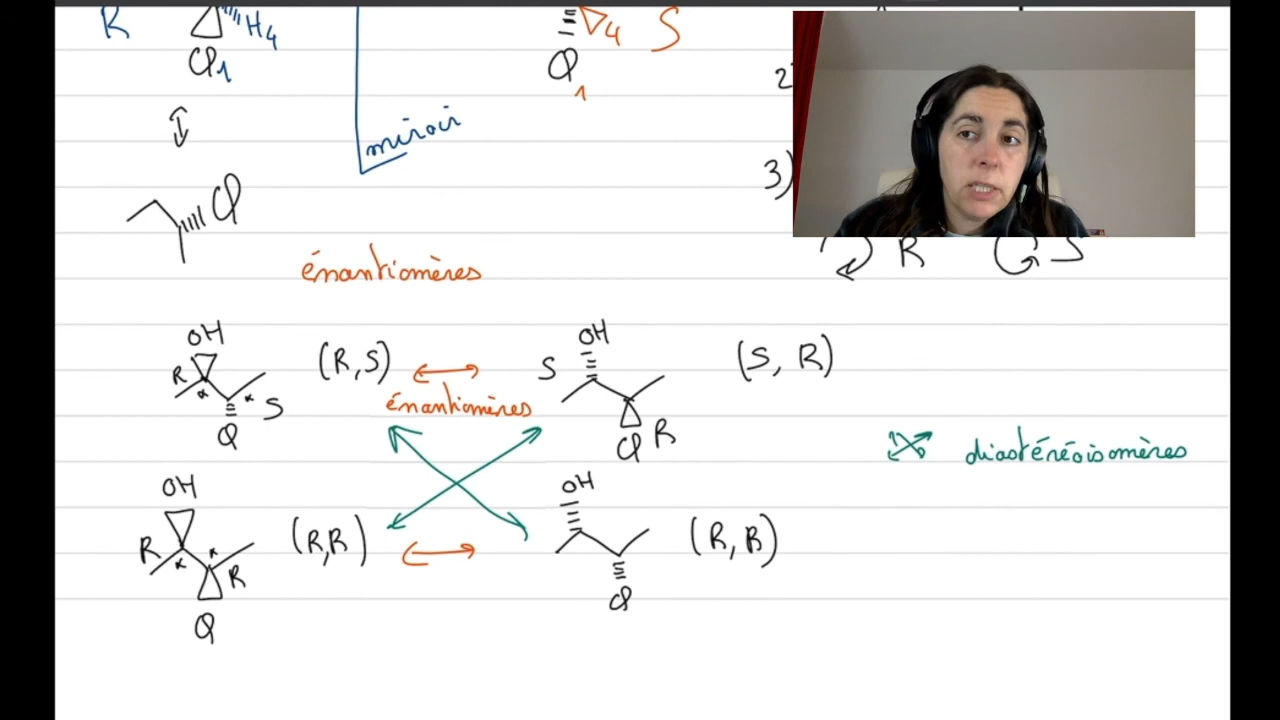 R H4 4 S
Cl1 Cl
1
2)
miroir
3)
Cl
R S
énantiomères
OH OH
R * * S (R,S) S (S, R)
énantiomères
Cl Cl R
diastéréoisomères
OH OH
R * * R (R,R) (R,R)
Cl Cl